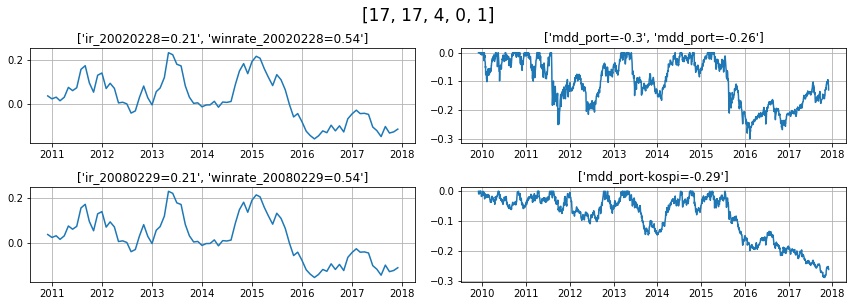 [17, 17, 4, 0, 1]
['ir_20020228=0.21', 'winrate_20020228=0.54']
0.2
0.0
2011 2012 2013 2014 2015 2016 2017 2018
['mdd_port=-0.3', 'mdd_port=-0.26']
0.0
−0.1
−0.2
−0.3
2010 2011 2012 2013 2014 2015 2016 2017 2018
['ir_20080229=0.21', 'winrate_20080229=0.54']
0.2
0.0
2011 2012 2013 2014 2015 2016 2017 2018
['mdd_port-kospi=-0.29']
0.0
−0.1
−0.2
−0.3
2010 2011 2012 2013 2014 2015 2016 2017 2018